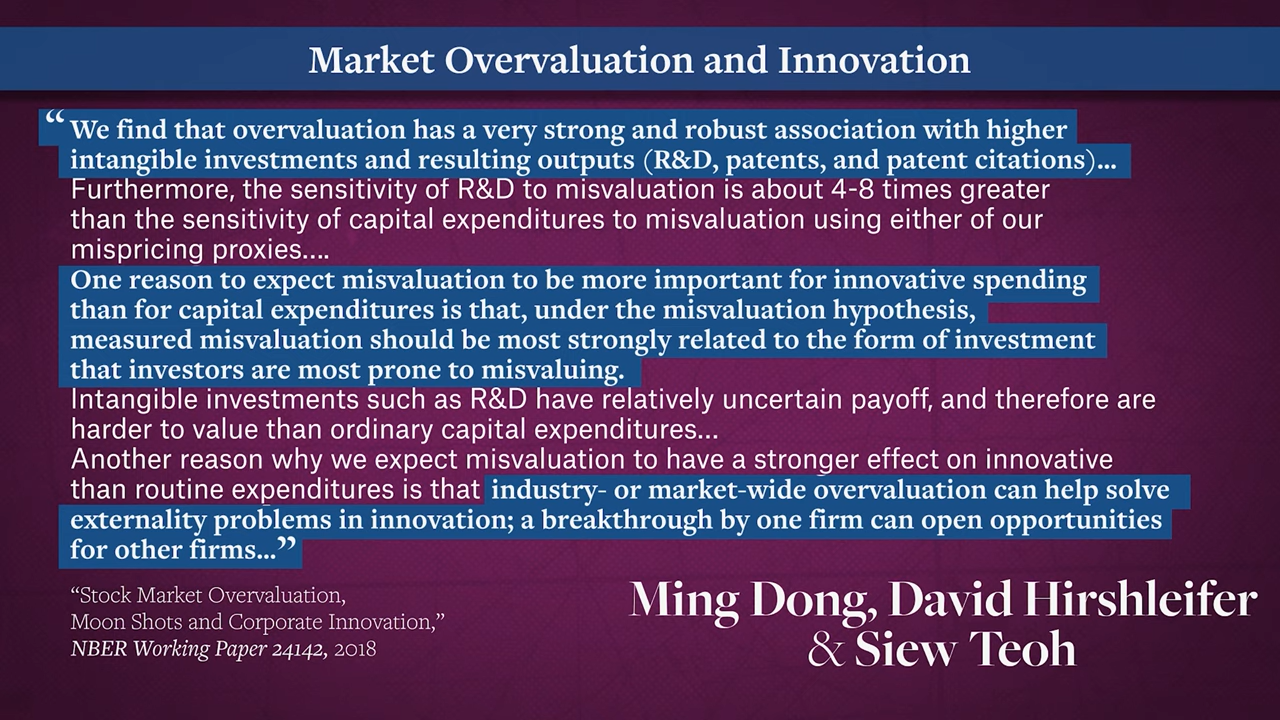 Market Overvaluation and Innovation
“We find that overvaluation has a very strong and robust association with higher
intangible investments and resulting outputs (R&D, patents, and patent citations)...
Furthermore, the sensitivity of R&D to misvaluation is about 4-8 times greater
than the sensitivity of capital expenditures to misvaluation using either of our
mispricing proxies....
One reason to expect misvaluation to be more important for innovative spending
than for capital expenditures is that, under the misvaluation hypothesis,
measured misvaluation should be most strongly related to the form of investment
that investors are most prone to misvaluing.
Intangible investments such as R&D have relatively uncertain payoff, and therefore are
harder to value than ordinary capital expenditures...
Another reason why we expect misvaluation to have a stronger effect on innovative
than routine expenditures is that industry- or market-wide overvaluation can help solve
externality problems in innovation; a breakthrough by one firm can open opportunities
for other firms...”
“Stock Market Overvaluation,
Moon Shots and Corporate Innovation,”
NBER Working Paper 24142, 2018
Ming Dong, David Hirshleifer
& Siew Teoh